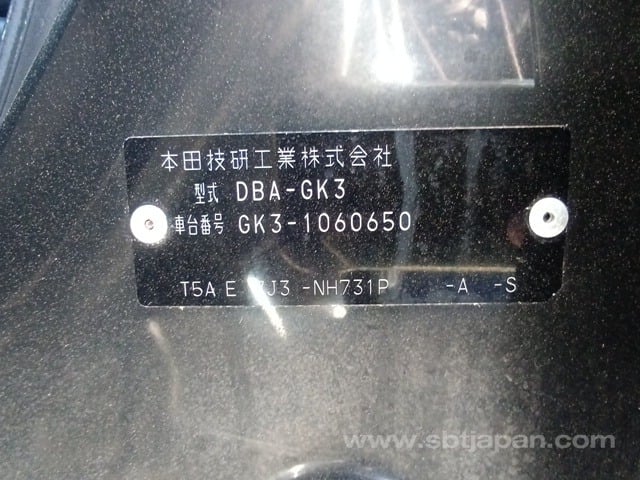 本田技研工業株式会社
型式 DBA-GK3
車台番号 GK3-1060650
T5A E -NH731P -A -S
www.sbtjapan.com